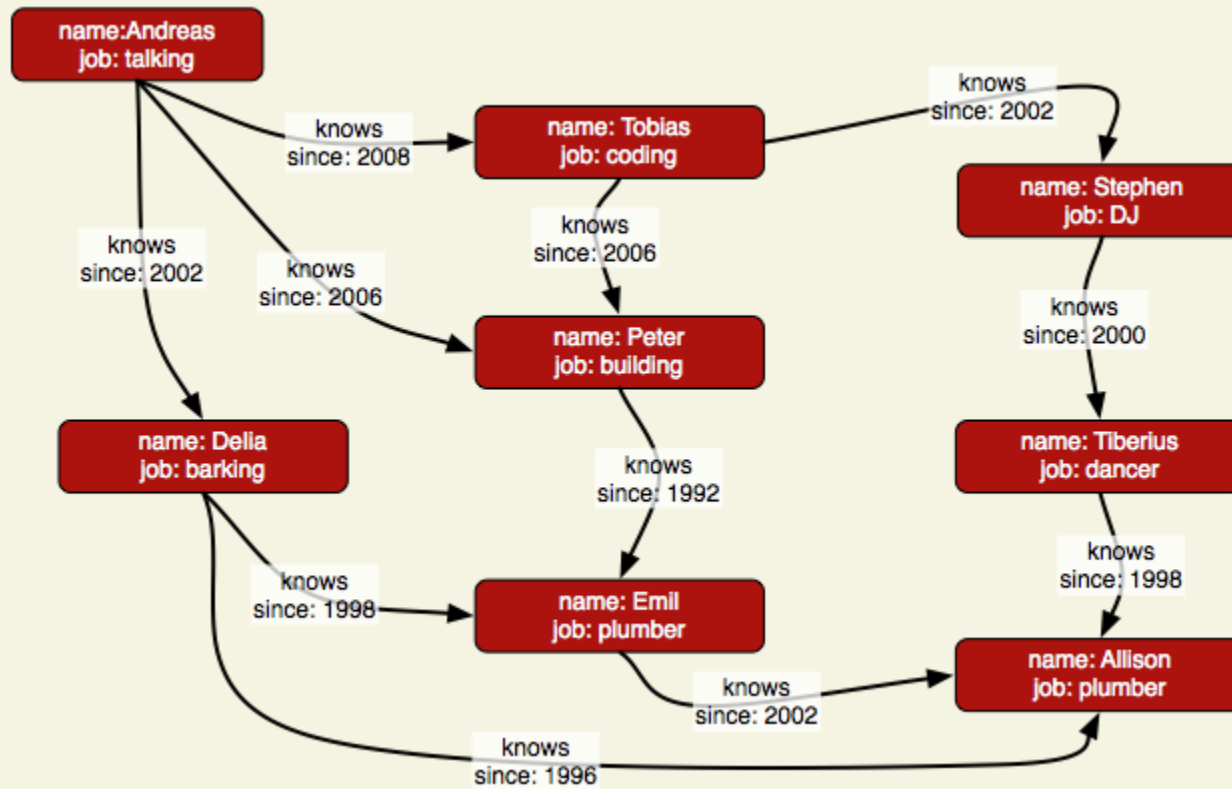 name:Andreas
job: talking
knows
since: 2008
name: Tobias
job: coding
knows
since: 2002
name: Stephen
job: DJ
knows
since: 2002
knows
since: 2006
knows
since: 2006
knows
since: 2000
name: Peter
job: building
name: Delia
job: barking
knows
since: 1992
name: Tiberius
job: dancer
knows
since: 1998
name: Emil
job: plumber
knows
since: 1998
name: Allison
job: plumber
knows
since: 2002
knows
since: 1996